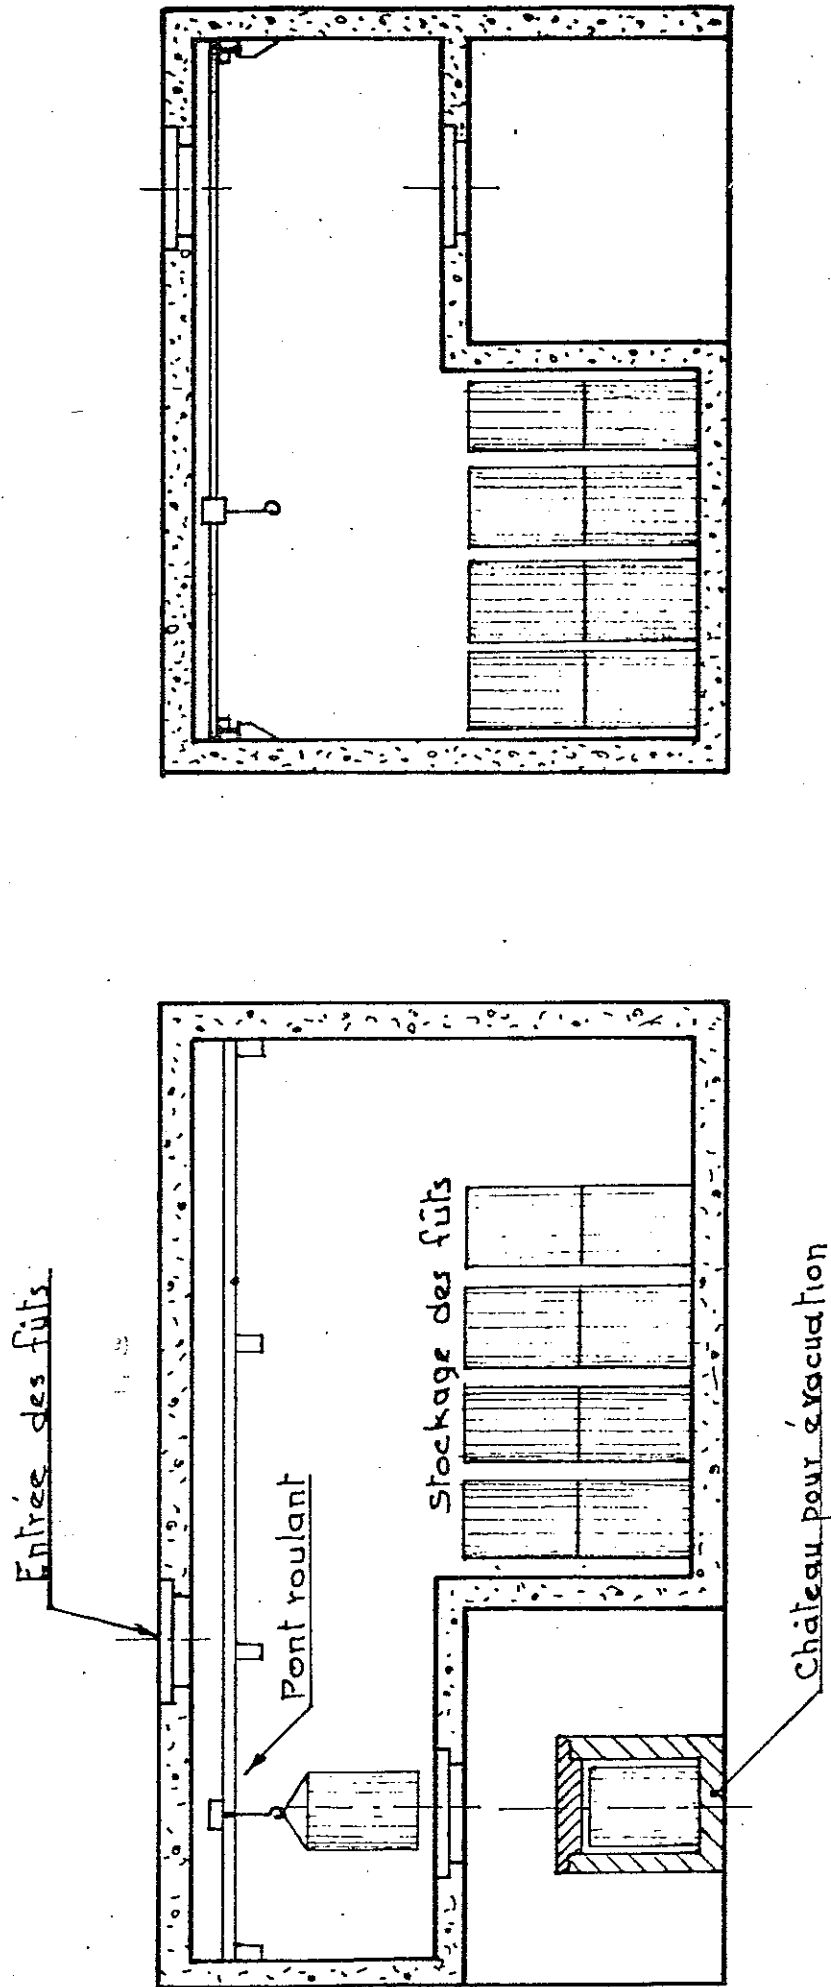 Entrée des fûts
Pont roulant
Stockage des fûts
Château pour évacuation